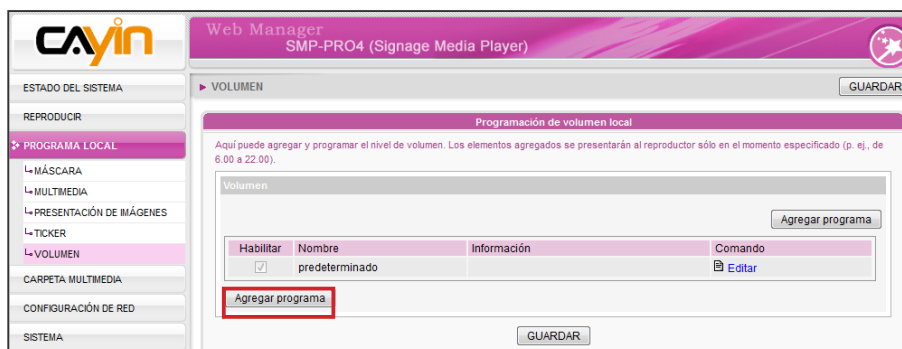 CAYIN
Web Manager
SMP-PRO4 (Signage Media Player)
ESTADO DEL SISTEMA
REPRODUCIR
PROGRAMA LOCAL
MÁSCARA
MULTIMEDIA
PRESENTACIÓN DE IMÁGENES
TICKER
VOLUMEN
CARPETA MULTIMEDIA
CONFIGURACIÓN DE RED
SISTEMA
VOLUMEN
GUARDAR
Programación de volumen local
Aquí puede agregar y programar el nivel de volumen. Los elementos agregados se presentarán al reproductor sólo en el momento especificado (p. ej., de
6.00 a 22.00).
Volumen
Agregar programa
Habilitar Nombre Información Comando
predeterminado Editar
Agregar programa
GUARDAR